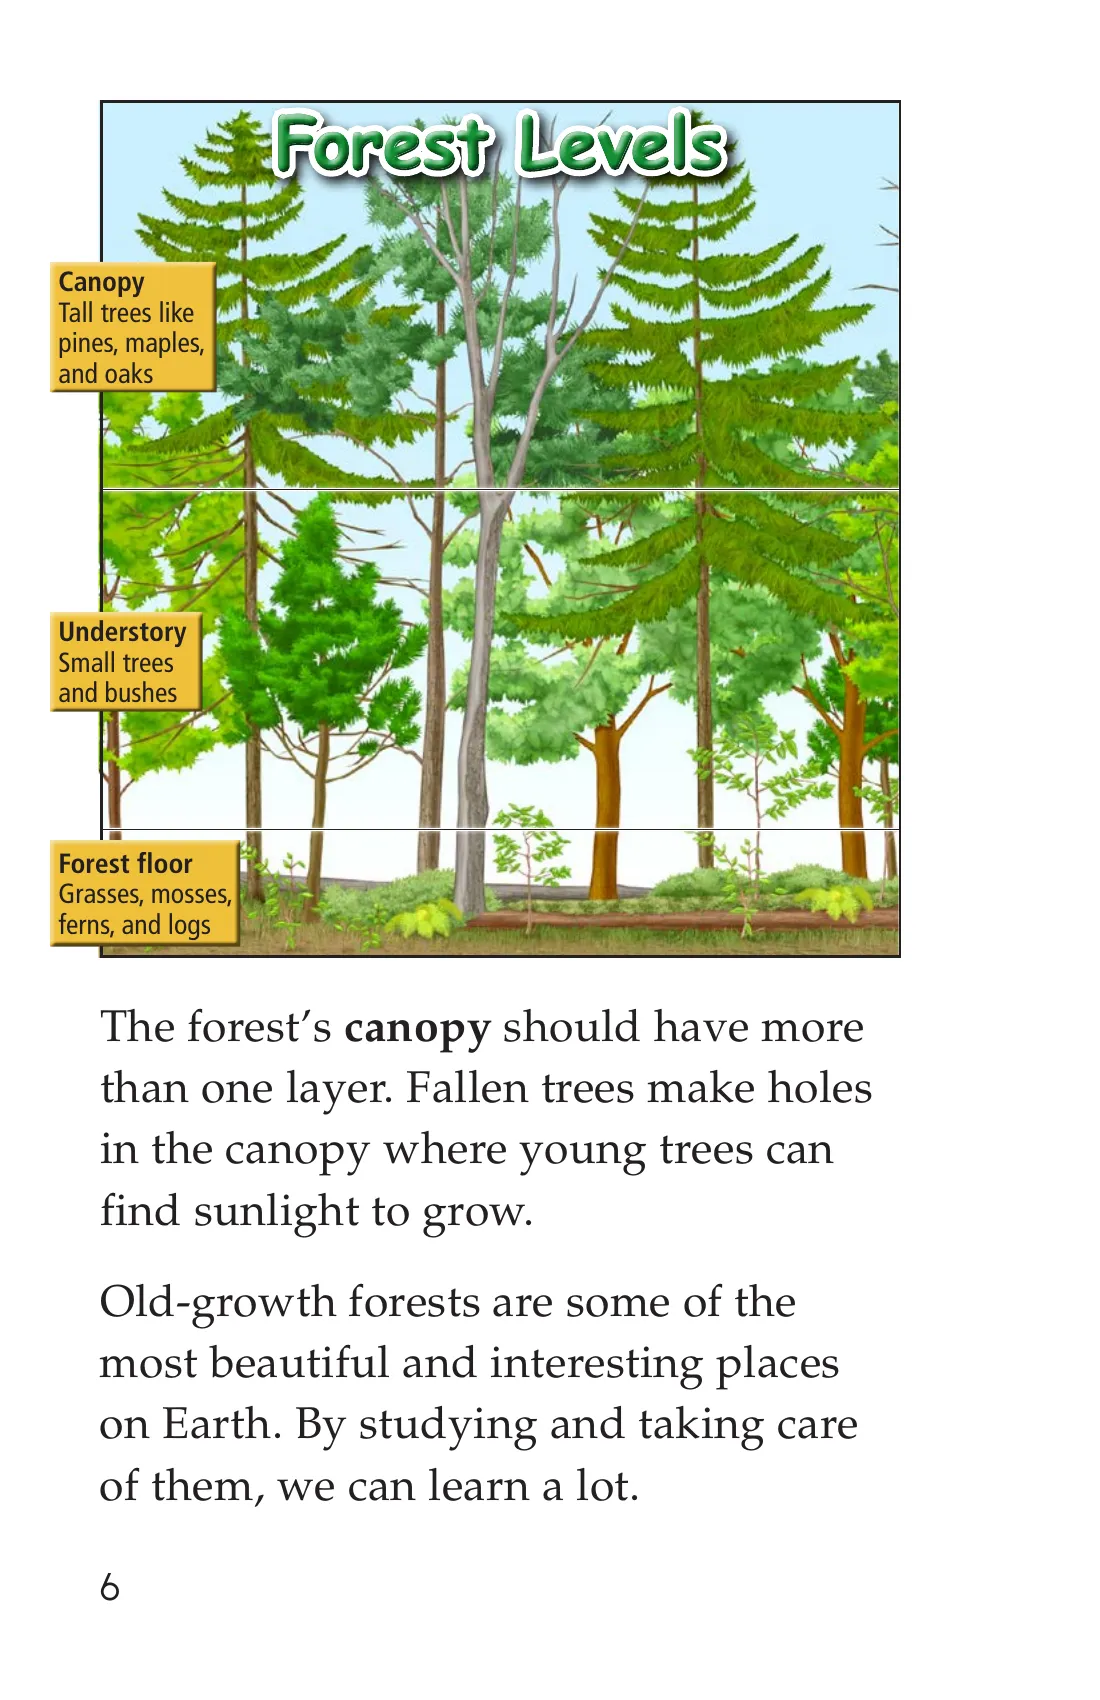 Forest Levels
Canopy
Tall trees like
pines, maples,
and oaks
Understory
Small trees
and bushes
Forest floor
Grasses, mosses,
ferns, and logs
The forest’s canopy should have more
than one layer. Fallen trees make holes
in the canopy where young trees can
find sunlight to grow.
Old-growth forests are some of the
most beautiful and interesting places
on Earth. By studying and taking care
of them, we can learn a lot.
6